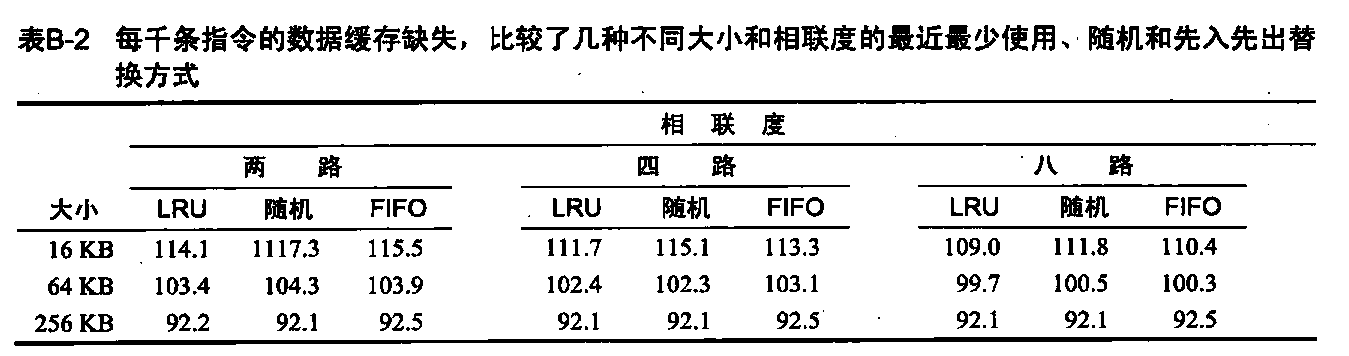 表B-2 每千条指令的数据缓存缺失，比较了几种不同大小和相联度的最近最少使用、随机和先入先出替
换方式
相 联 度
两 路 四 路 八 路
大小 LRU 随机 FIFO LRU 随机 FIFO LRU 随机 FIFO
16 KB 114.1 1117.3 115.5 111.7 115.1 113.3 109.0 111.8 110.4
64 KB 103.4 104.3 103.9 102.4 102.3 103.1 99.7 100.5 100.3
256 KB 92.2 92.1 92.5 92.1 92.1 92.5 92.1 92.1 92.5